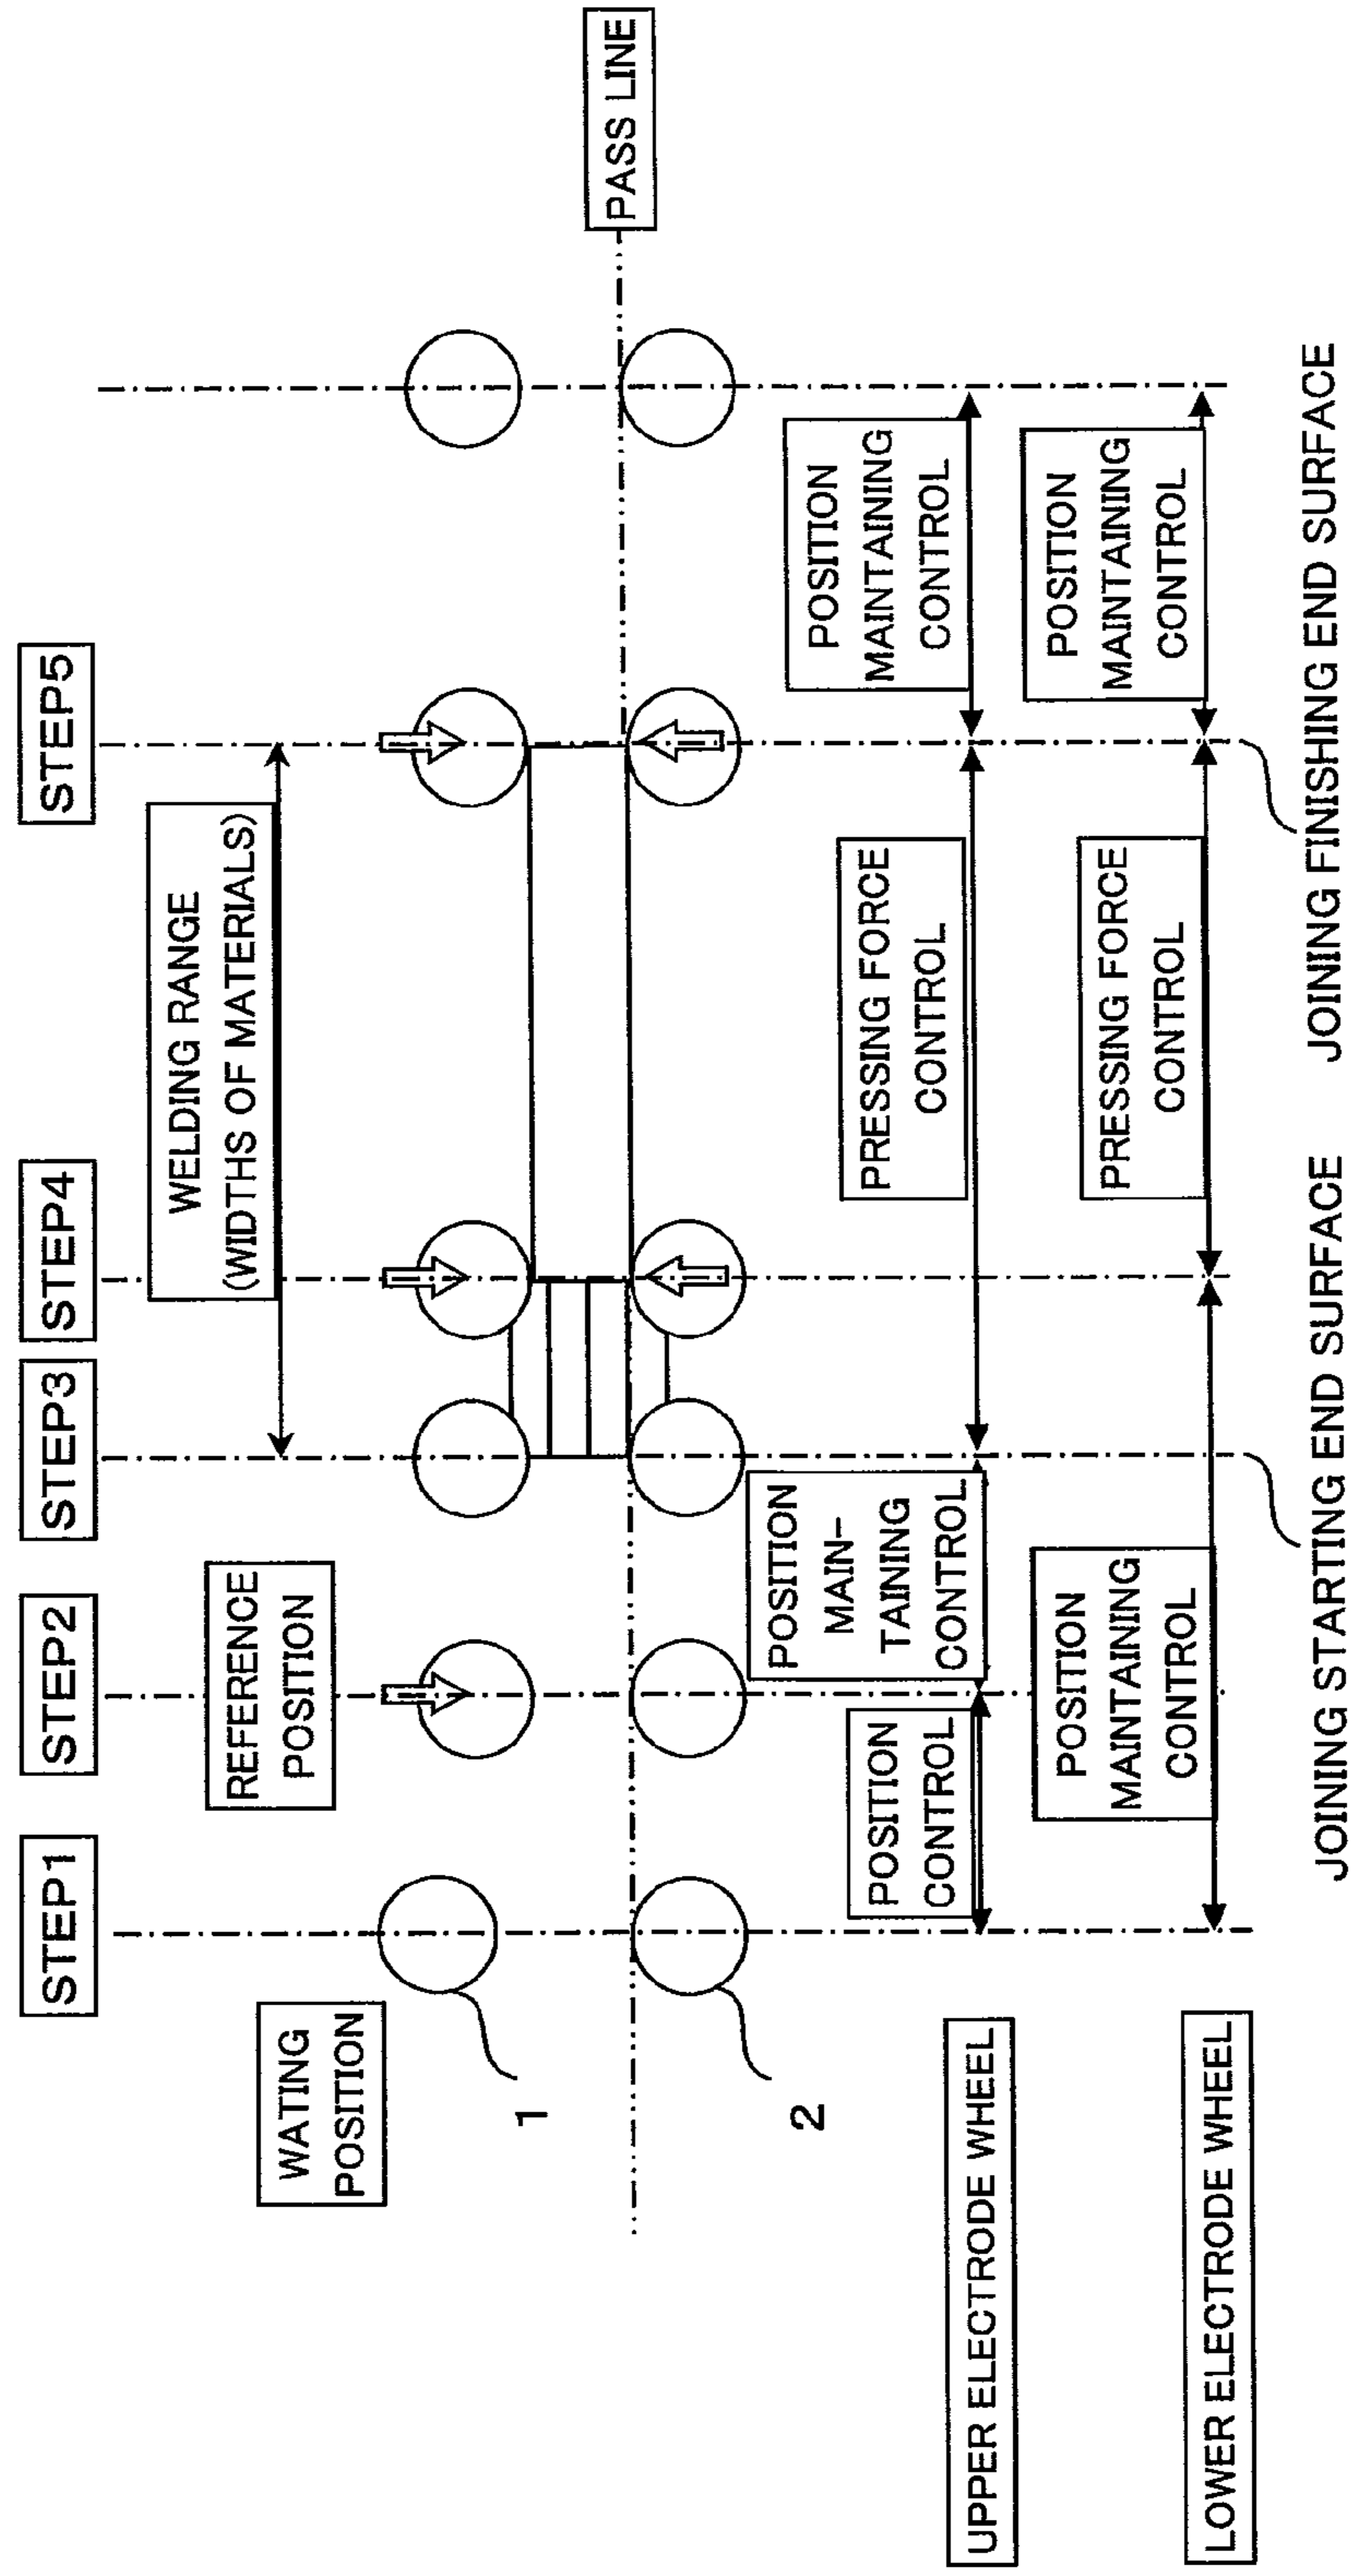 STEP1
STEP2
STEP3
STEP4
STEP5
WELDING RANGE
(WIDTHS OF MATERIALS)
REFERENCE
POSITION
WATING
POSITION
1
2
PASS LINE
UPPER ELECTRODE WHEEL
POSITION
CONTROL
POSITION
MAIN-
TAINING
CONTROL
PRESSING FORCE
CONTROL
POSITION
MAINTAINING
CONTROL
LOWER ELECTRODE WHEEL
POSITION
MAINTAINING
CONTROL
PRESSING FORCE
CONTROL
POSITION
MAINTAINING
CONTROL
JOINING STARTING END SURFACE
JOINING FINISHING END SURFACE